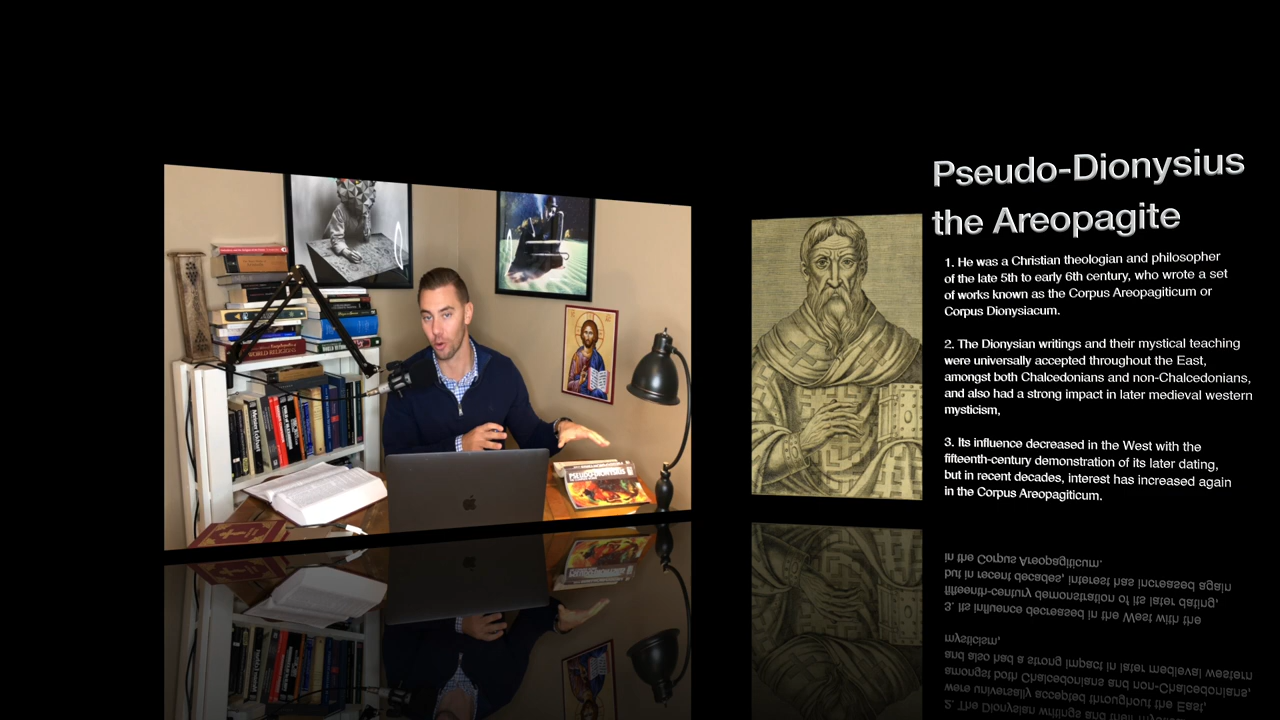 Pseudo-Dionysius
the Areopagite
1. He was a Christian theologian and philosopher
of the late 5th to early 6th century, who wrote a set
of works known as the Corpus Areopagiticum or
Corpus Dionysiacum.
2. The Dionysian writings and their mystical teaching
were universally accepted throughout the East,
amongst both Chalcedonians and non-Chalcedonians,
and also had a strong impact in later medieval western
mysticism,
3. Its influence decreased in the West with the
fifteenth-century demonstration of its later dating,
but in recent decades, interest has increased again
in the Corpus Areopagiticum.
WORLD RELIGIONS
Meister Eckhart